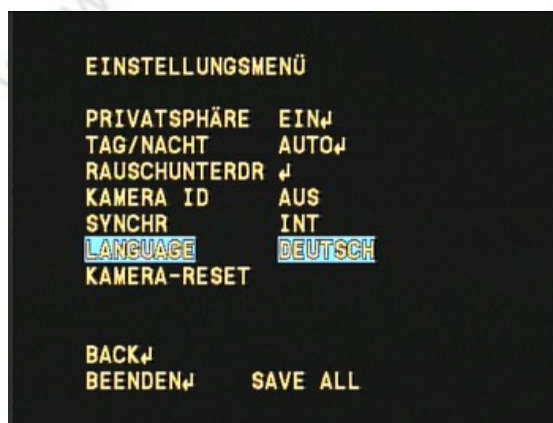 EINSTELLUNGSMENÜ
PRIVATSPHÄRE EIN↵
TAG/NACHT AUTO↵
RAUSCHUNTERDR ↵
KAMERA ID AUS
SYNCHR INT
LANGUAGE DEUTSCH
KAMERA-RESET
BACK↵
BEENDEN↵ SAVE ALL